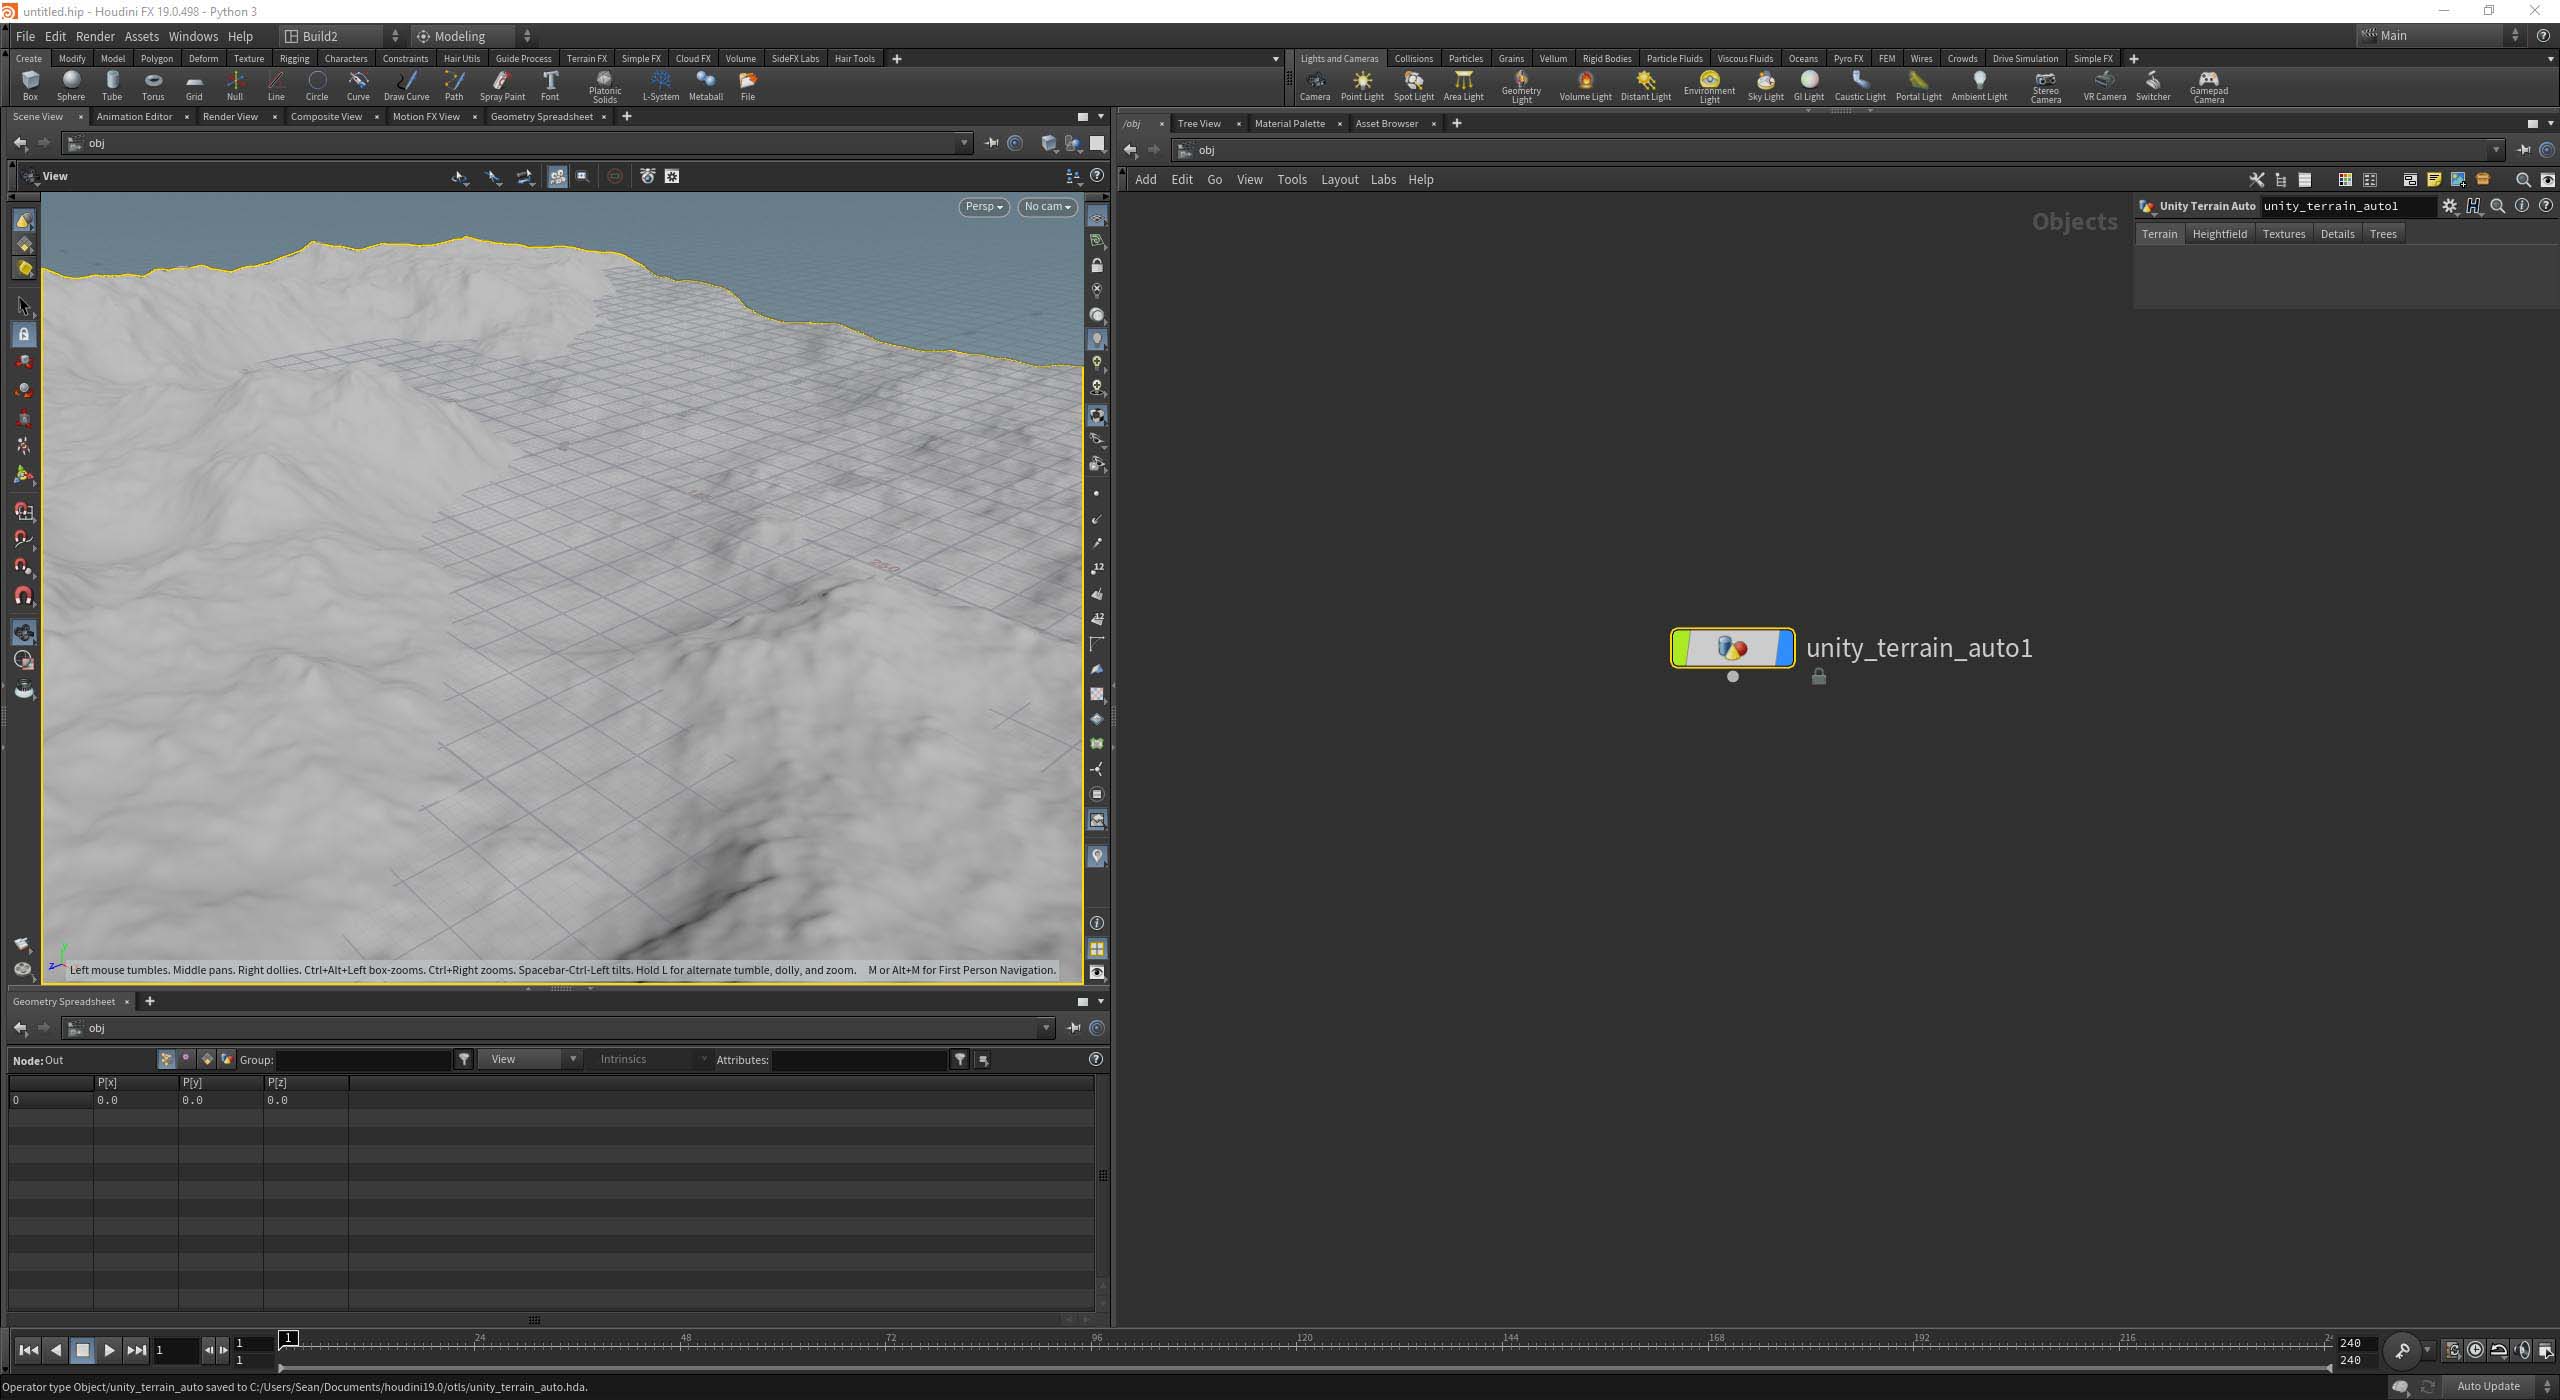 untitled.hip - Houdini FX 19.0.498 - Python 3
File Edit Render Assets Windows Help Build2 Modeling Main
Create Modify Model Polygon Deform Texture Rigging Characters Constraints Hair Utils Guide Process Terrain FX Simple FX Cloud FX Volume SideFX Labs Hair Tools
Lights and Cameras Collisions Particles Grains Vellum Rigid Bodies Particle Fluids Viscous Fluids Oceans Pyro FX FEM Wires Crowds Drive Simulation Simple FX
Box Sphere Tube Torus Grid Null Line Circle Curve Draw Curve Path Spray Paint Platonic Solids Font L-System Metaball File
Camera Point Light Spot Light Area Light Geometry Light Volume Light Distant Light Environment Light Sky Light GI Light Caustic Light Portal Light Ambient Light Stereo Camera VR Camera Switcher Gamepad Camera
Scene View Animation Editor Render View Composite View Motion FX View Geometry Spreadsheet
/obj Tree View Material Palette Asset Browser
obj
obj
View
Add Edit Go View Tools Layout Labs Help
Persp No cam
Objects
Unity Terrain Auto unity_terrain_auto1
Terrain Heightfield Textures Details Trees
unity_terrain_auto1
12
12
y
z
Left mouse tumbles. Middle pans. Right dollies. Ctrl+Alt+Left box-zooms. Ctrl+Right zooms. Spacebar-Ctrl-Left tilts. Hold L for alternate tumble, dolly, and zoom. M or Alt+M for First Person Navigation.
Geometry Spreadsheet
obj
Node: Out Group: View Intrinsics Attributes:
P[x] P[y] P[z]
0 0.0 0.0 0.0
1 1 1 24 48 72 96 120 144 168 192 216 240
1 240
Operator type Object/unity_terrain_auto saved to C:/Users/Sean/Documents/houdini19.0/otls/unity_terrain_auto.hda.
Auto Update